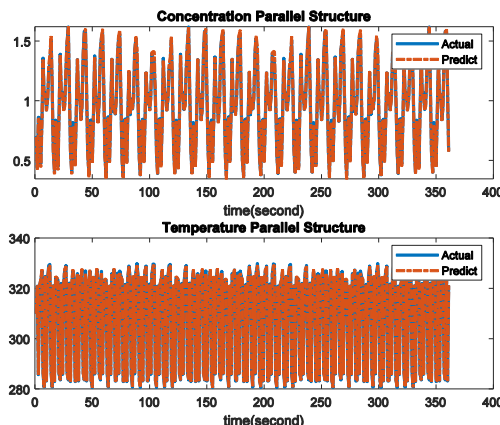 Concentration Parallel Structure
1.5
1
0.5
Actual
Predict
0 50 100 150 200 250 300 350 400
time(second)
Temperature Parallel Structure
340
320
300
280
Actual
Predict
0 50 100 150 200 250 300 350 400
time(second)